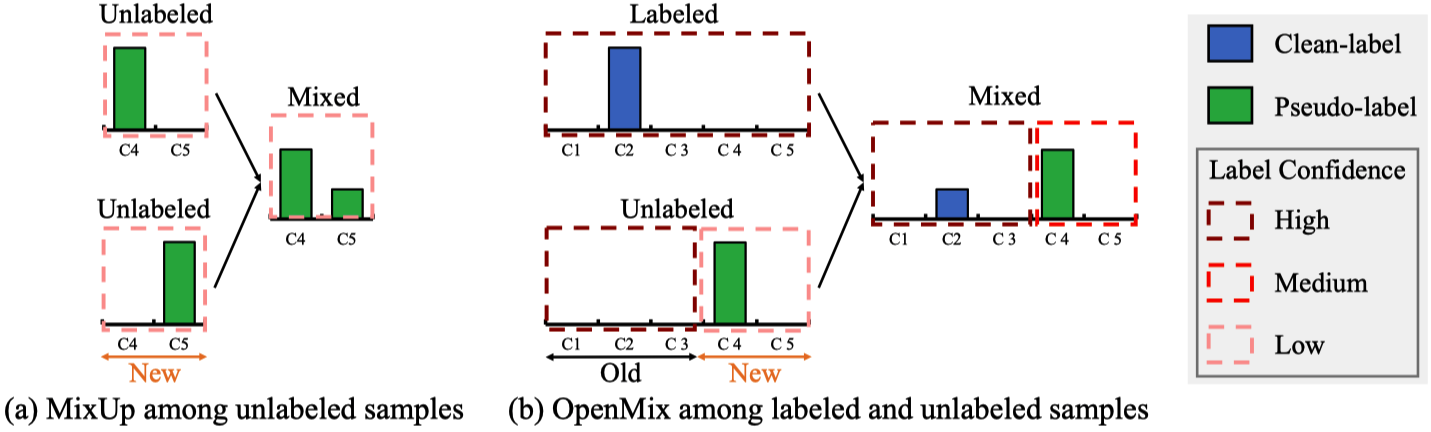 Unlabeled
C4 C5
Unlabeled
C4 C5
New
Mixed
C4 C5
(a) MixUp among unlabeled samples
Labeled
C1 C2 C 3 C 4 C 5
Unlabeled
C1 C2 C 3 C 4 C 5
Old New
Mixed
C1 C2 C 3 C 4 C 5
(b) OpenMix among labeled and unlabeled samples
Clean-label
Pseudo-label
Label Confidence
High
Medium
Low